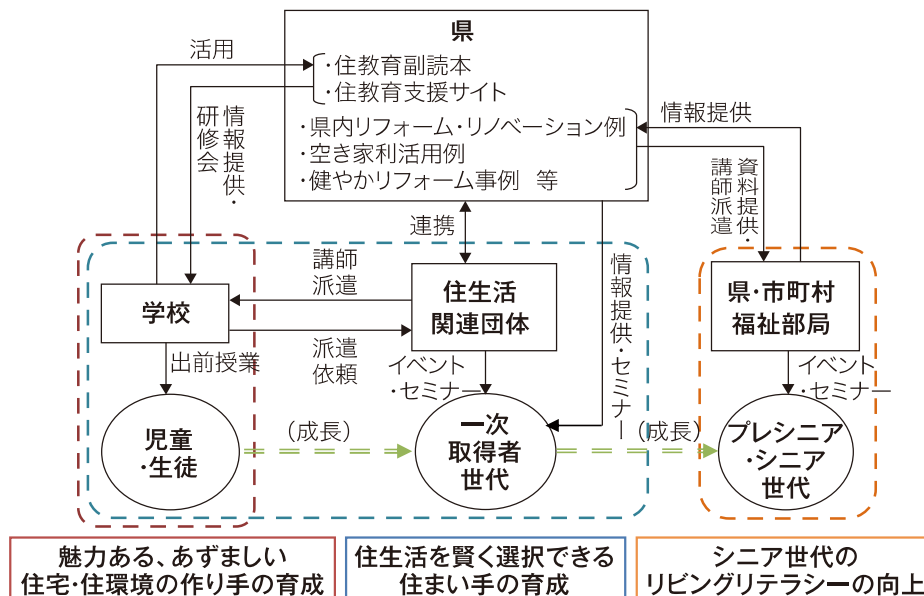 県
・住教育副読本
・住教育支援サイト
・県内リフォーム・リノベーション例
・空き家利活用例
・健やかリフォーム事例　等
活用
情報提供・
研修会
情報提供
資料提供・
講師派遣
連携
講師
派遣
情報提供・セミナー
学校
住生活
関連団体
県・市町村
福祉部局
派遣
依頼
出前授業
イベント
・セミナー
イベント
・セミナー
児童
・生徒
（成長）
一次
取得者
世代
（成長）
プレシニア
・シニア
世代
魅力ある、あずましい
住宅・住環境の作り手の育成
住生活を賢く選択できる
住まい手の育成
シニア世代の
リビングリテラシーの向上